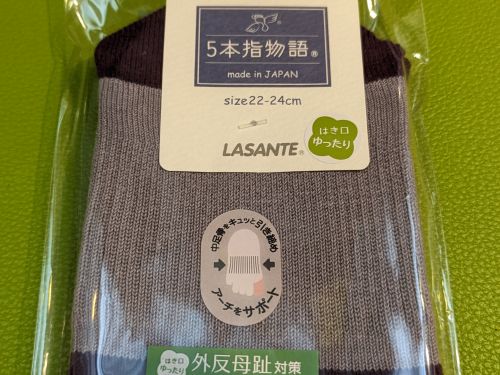 5本指物語®
made in JAPAN
size22-24cm
LASANTE®
はき口
ゆったり
中足骨をキュッと引き締め
アーチをサポート
はき口
ゆったり
外反母趾対策